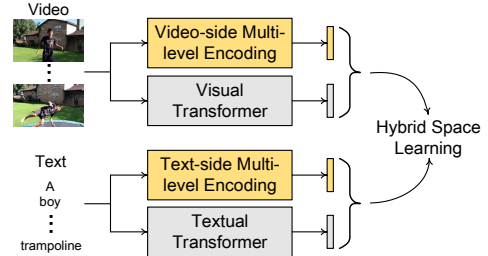 Video
Video-side Multi-
level Encoding
Visual
Transformer
Hybrid Space
Learning
Text
A
boy
trampoline
Text-side Multi-
level Encoding
Textual
Transformer